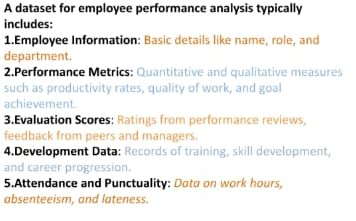 A dataset for employee performance analysis typically
includes:
1.Employee Information: Basic details like name, role, and
department.
2.Performance Metrics: Quantitative and qualitative measures
such as productivity rates, quality of work, and goal
achievement.
3.Evaluation Scores: Ratings from performance reviews,
feedback from peers and managers.
4.Development Data: Records of training, skill development,
and career progression.
5.Attendance and Punctuality: Data on work hours,
absenteeism, and lateness.